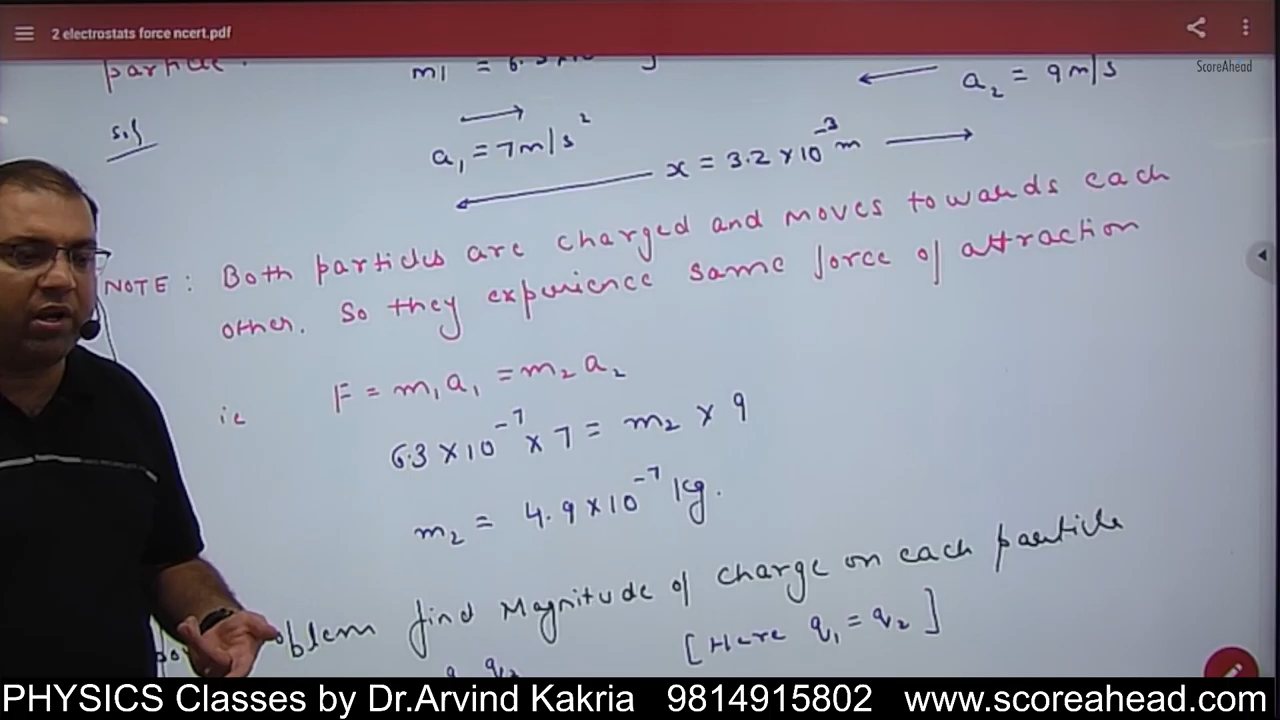 2 electrostats force ncert.pdf
ScoreAhead
m1 =
a₂ = 9m/s
sol
a₁ = 7m/s²
x = 3.2 x 10⁻³ m
NOTE : Both particles are charged and moves towards each
other. So they experience same force of attraction
ie F = m₁a₁ = m₂a₂
6.3 x 10⁻⁷ x 7 = m₂ x 9
m₂ = 4.9 x 10⁻⁷ kg.
find Magnitude of charge on each particle
[Here q₁ = q₂]
PHYSICS Classes by Dr.Arvind Kakria 9814915802 www.scoreahead.com